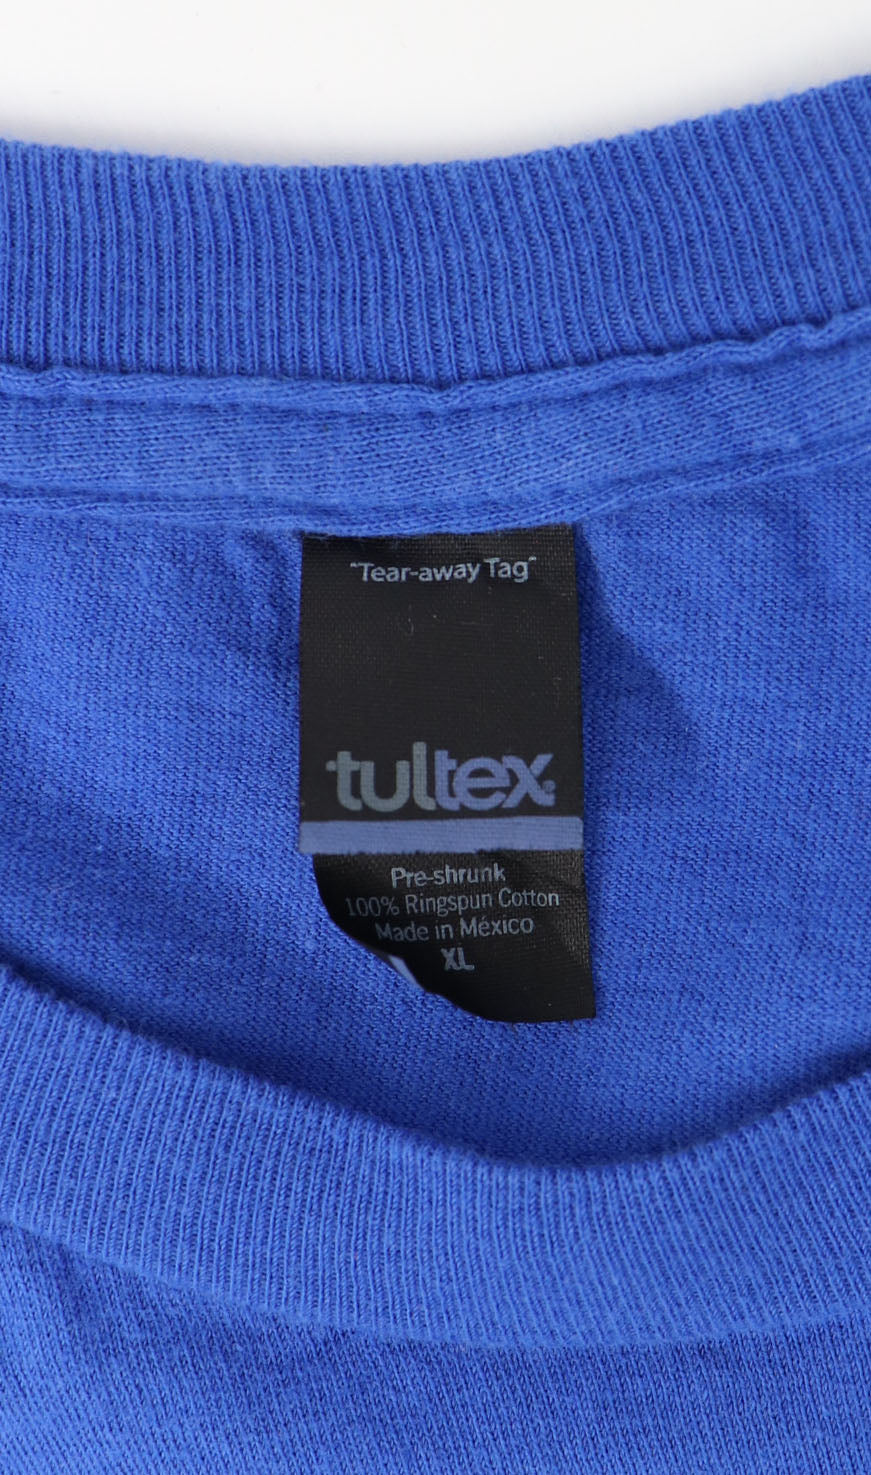 "Tear-away Tag"
tultex
Pre-shrunk
100% Ringspun Cotton
Made in México
XL